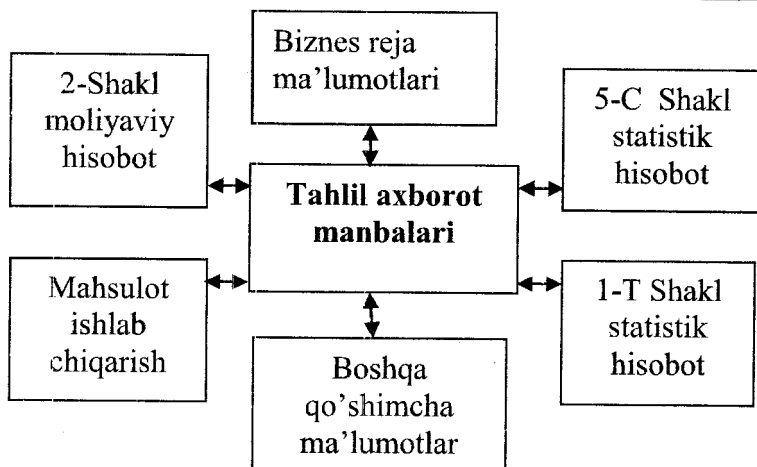 Biznes reja
ma'lumotlari
2-Shakl
moliyaviy
hisobot
5-C Shakl
statistik
hisobot
Tahlil axborot
manbalari
Mahsulot
ishlab
chiqarish
1-T Shakl
statistik
hisobot
Boshqa
qo'shimcha
ma'lumotlar